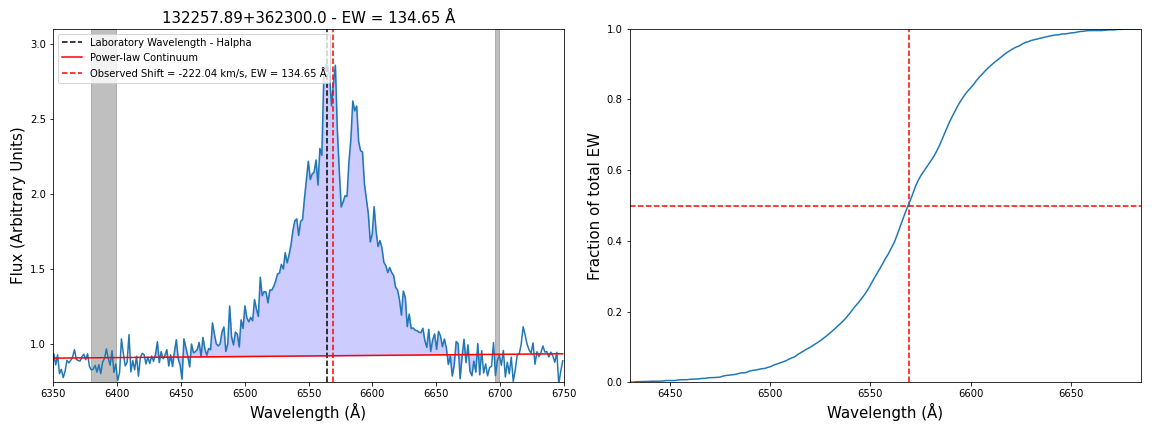 132257.89+362300.0 - EW = 134.65 Å
Laboratory Wavelength - Halpha
Power-law Continuum
Observed Shift = -222.04 km/s, EW = 134.65 Å
Flux (Arbitrary Units)
3.0
2.5
2.0
1.5
1.0
6350 6400 6450 6500 6550 6600 6650 6700 6750
Wavelength (Å)
Fraction of total EW
1.0
0.8
0.6
0.4
0.2
0.0
6450 6500 6550 6600 6650
Wavelength (Å)